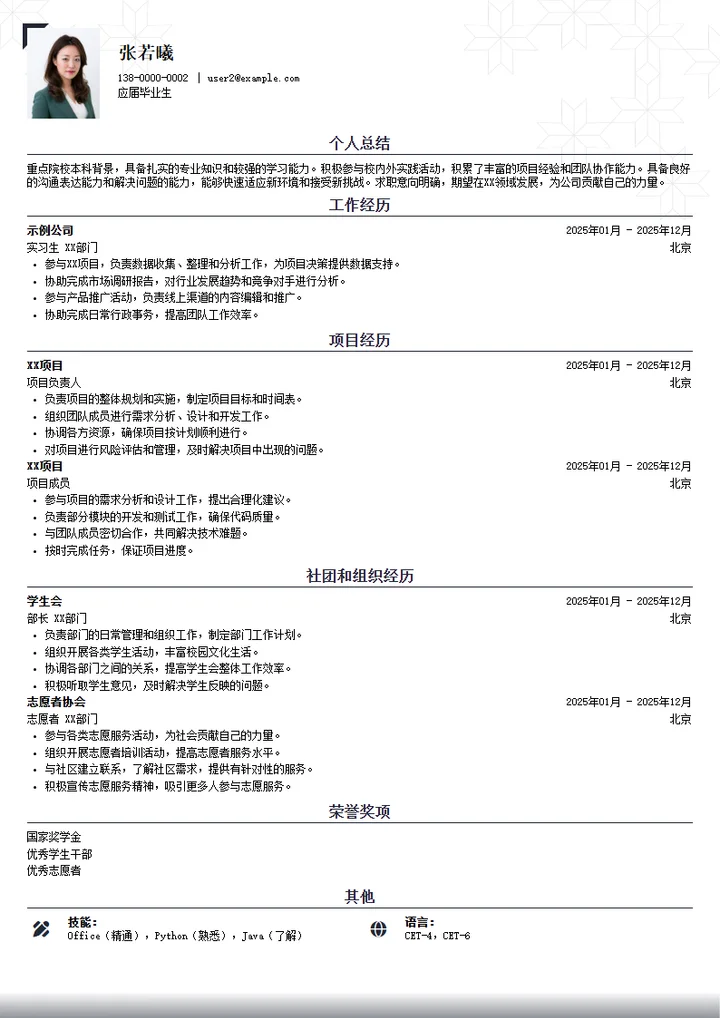 张若曦
138-0000-0002 | user2@example.com
应届毕业生
个人总结
重点院校本科背景，具备扎实的专业知识和较强的学习能力。积极参与校内外实践活动，积累了丰富的项目经验和团队协作能力。具备良好
的沟通表达能力和解决问题的能力，能够快速适应新环境和接受新挑战。求职意向明确，期望在XX领域发展，为公司贡献自己的力量。
工作经历
示例公司 2025年01月 - 2025年12月
实习生 XX部门 北京
• 参与XX项目，负责数据收集、整理和分析工作，为项目决策提供数据支持。
• 协助完成市场调研报告，对行业发展趋势和竞争对手进行分析。
• 参与产品推广活动，负责线上渠道的内容编辑和推广。
• 协助完成日常行政事务，提高团队工作效率。
项目经历
XX项目 2025年01月 - 2025年12月
项目负责人 北京
• 负责项目的整体规划和实施，制定项目目标和时间表。
• 组织团队成员进行需求分析、设计和开发工作。
• 协调各方资源，确保项目按计划顺利进行。
• 对项目进行风险评估和管理，及时解决项目中出现的问题。
XX项目 2025年01月 - 2025年12月
项目成员 北京
• 参与项目的需求分析和设计工作，提出合理化建议。
• 负责部分模块的开发和测试工作，确保代码质量。
• 与团队成员密切合作，共同解决技术难题。
• 按时完成任务，保证项目进度。
社团和组织经历
学生会 2025年01月 - 2025年12月
部长 XX部门 北京
• 负责部门的日常管理和组织工作，制定部门工作计划。
• 组织开展各类学生活动，丰富校园文化生活。
• 协调各部门之间的关系，提高学生会整体工作效率。
• 积极听取学生意见，及时解决学生反映的问题。
志愿者协会 2025年01月 - 2025年12月
志愿者 XX部门 北京
• 参与各类志愿服务活动，为社会贡献自己的力量。
• 组织开展志愿者培训活动，提高志愿者服务水平。
• 与社区建立联系，了解社区需求，提供有针对性的服务。
• 积极宣传志愿服务精神，吸引更多人参与志愿服务。
荣誉奖项
国家奖学金
优秀学生干部
优秀志愿者
其他
技能：
Office（精通），Python（熟悉），Java（了解）
语言：
CET-4，CET-6